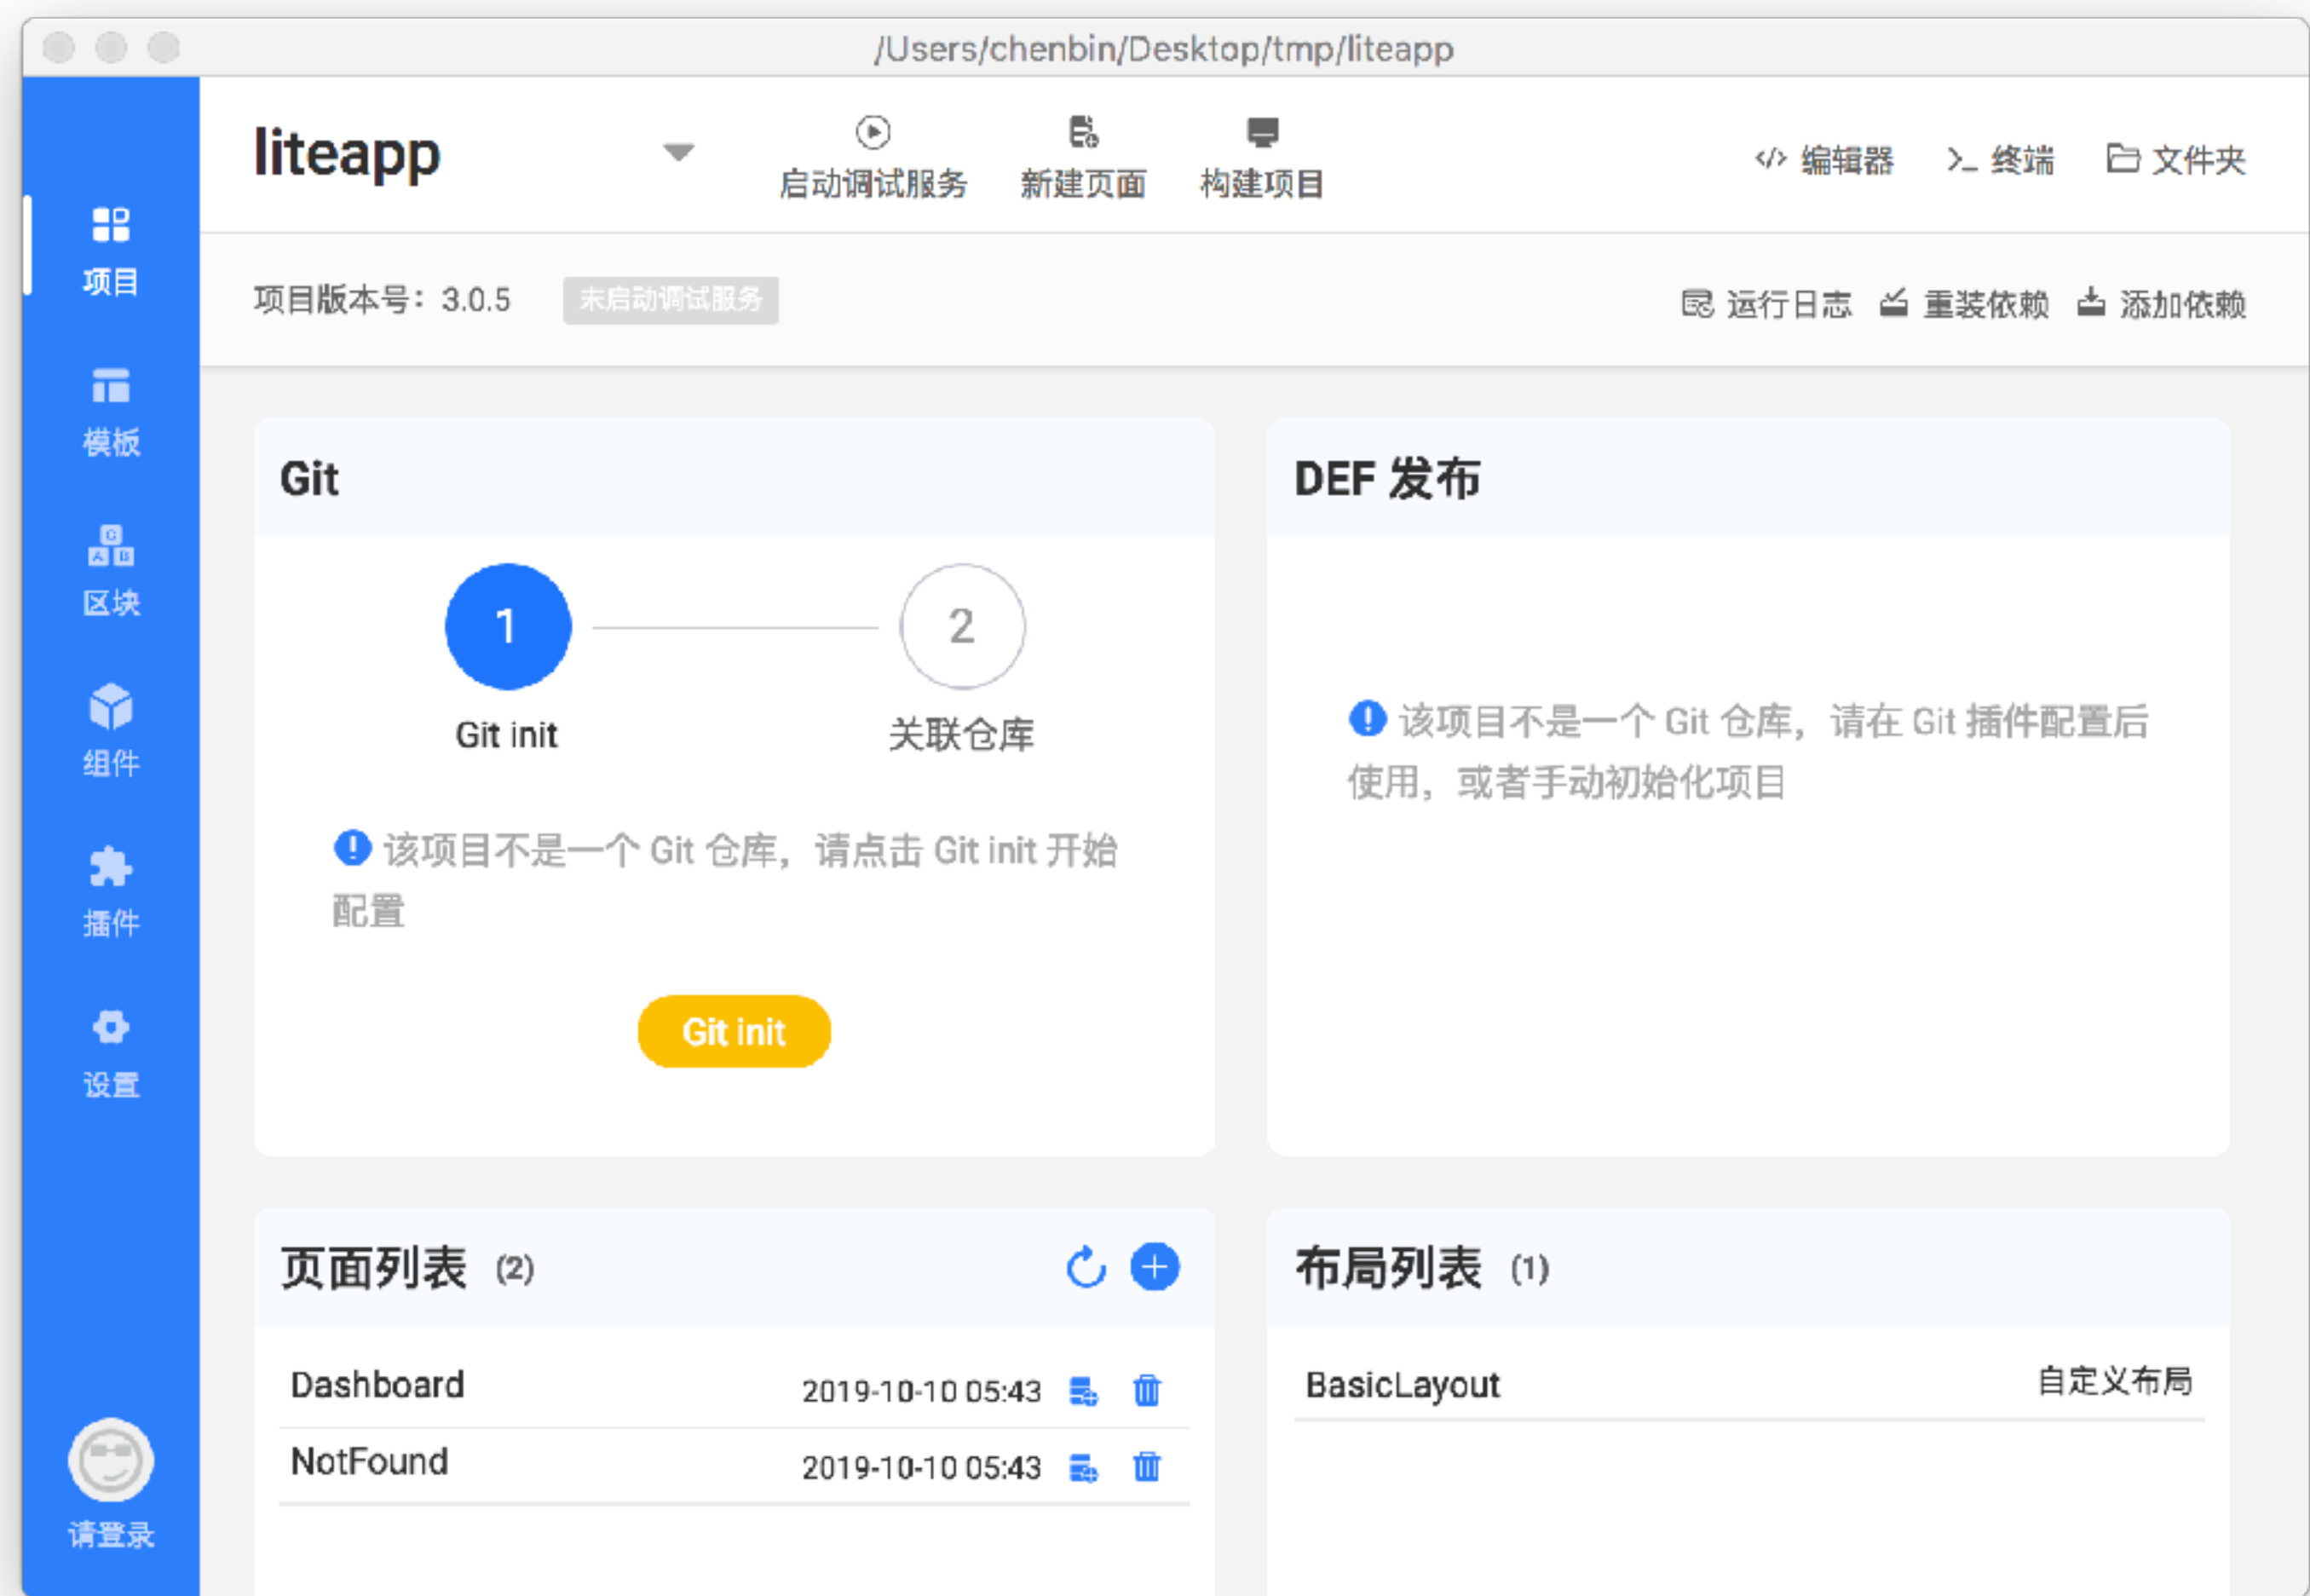 /Users/chenbin/Desktop/tmp/liteapp
项目
模板
C
A B
区块
组件
插件
设置
请登录
liteapp
启动调试服务
新建页面
构建项目
编辑器
终端
文件夹
项目版本号：3.0.5
未启动调试服务
运行日志
重装依赖
添加依赖
Git
1
2
Git init
关联仓库
该项目不是一个 Git 仓库，请点击 Git init 开始
配置
Git init
DEF 发布
该项目不是一个 Git 仓库，请在 Git 插件配置后
使用，或者手动初始化项目
页面列表 (2)
Dashboard 2019-10-10 05:43
NotFound 2019-10-10 05:43
布局列表 (1)
BasicLayout 自定义布局